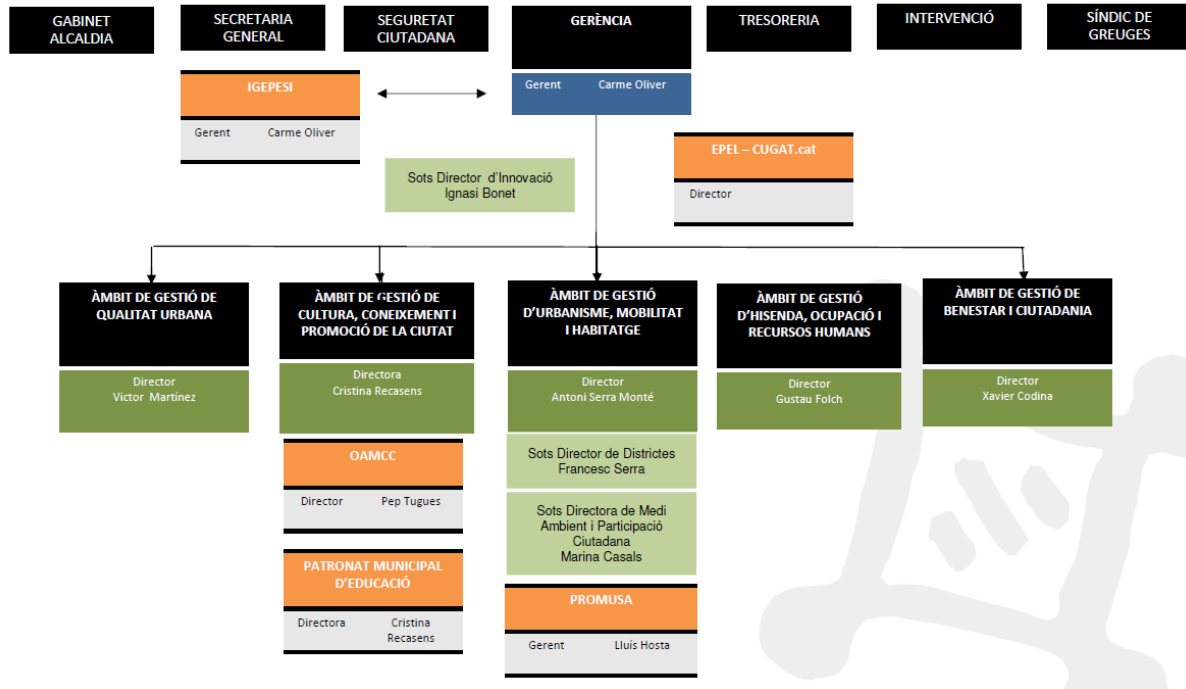 GABINET
ALCALDIA
SECRETARIA
GENERAL
SEGURETAT
CIUTADANA
GERÈNCIA
TRESORERIA
INTERVENCIÓ
SÍNDIC DE
GREUGES
Gerent Carme Oliver
IGEPESI
Gerent Carme Oliver
EPEL – CUGAT.cat
Director
Sots Director d'Innovació
Ignasi Bonet
ÀMBIT DE GESTIÓ DE
QUALITAT URBANA
Director
Victor Martínez
ÀMBIT DE GESTIÓ DE
CULTURA, CONEIXEMENT I
PROMOCIÓ DE LA CIUTAT
Directora
Cristina Recasens
OAMCC
Director Pep Tugues
PATRONAT MUNICIPAL
D'EDUCACIÓ
Directora Cristina
Recasens
ÀMBIT DE GESTIÓ
D'URBANISME, MOBILITAT
I HABITATGE
Director
Antoni Serra Monté
Sots Director de Districtes
Francesc Serra
Sots Directora de Medi
Ambient i Participació
Ciutadana
Marina Casals
PROMUSA
Gerent Lluís Hosta
ÀMBIT DE GESTIÓ
D'HISENDA, OCUPACIÓ I
RECURSOS HUMANS
Director
Gustau Folch
ÀMBIT DE GESTIÓ DE
BENESTAR I CIUTADANIA
Director
Xavier Codina